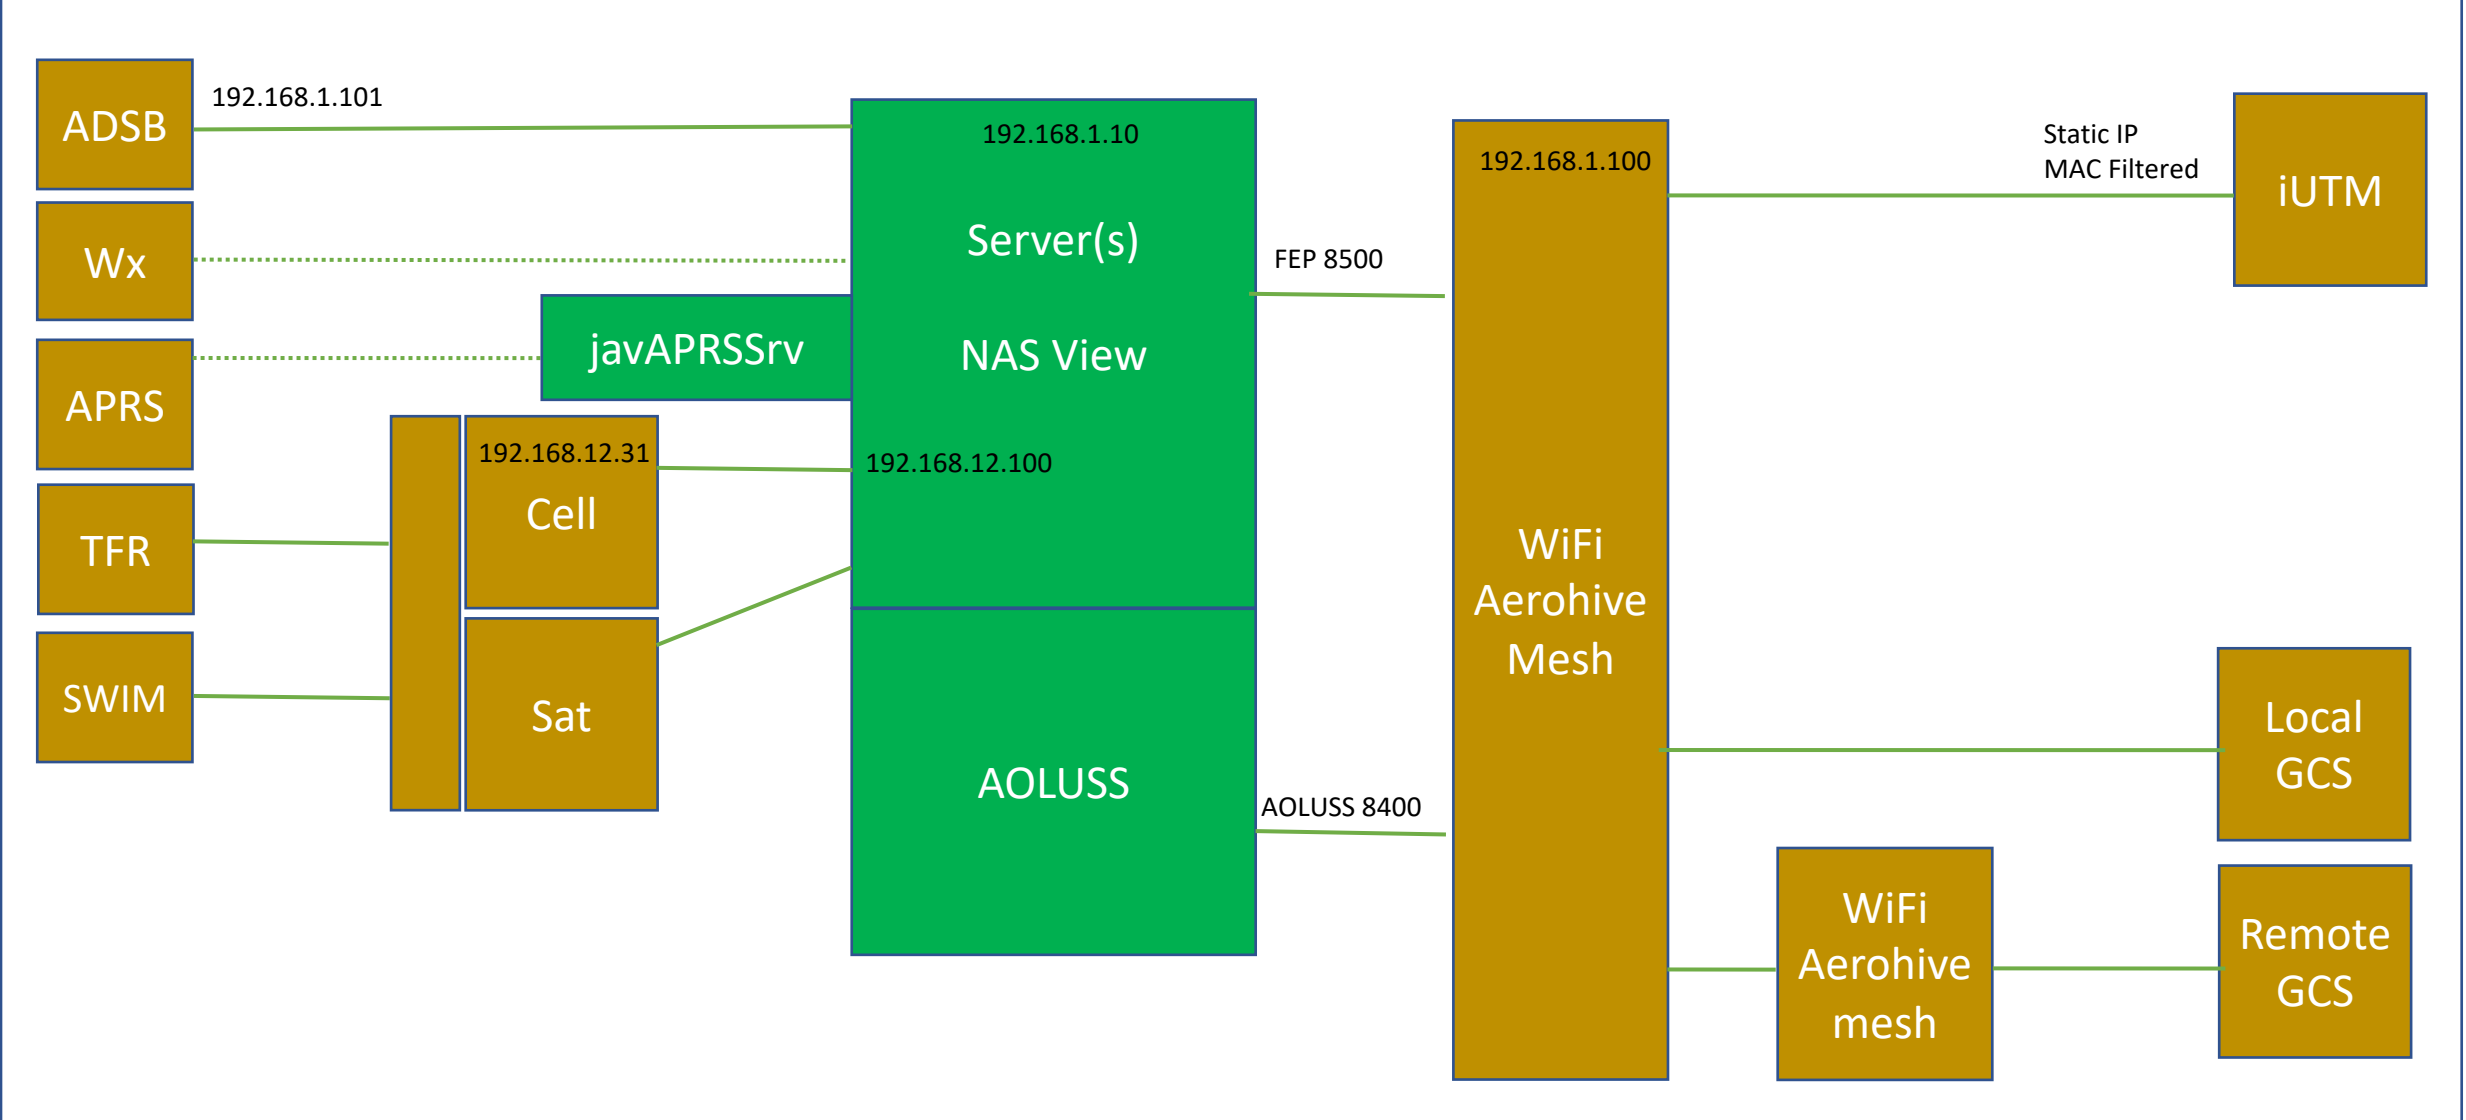 ADSB
192.168.1.101
Wx
APRS
TFR
SWIM
javAPRSSrv
192.168.12.31
Cell
Sat
192.168.1.10
Server(s)
NAS View
192.168.12.100
AOLUSS
FEP 8500
AOLUSS 8400
192.168.1.100
WiFi
Aerohive
Mesh
Static IP
MAC Filtered
iUTM
Local
GCS
WiFi
Aerohive
mesh
Remote
GCS